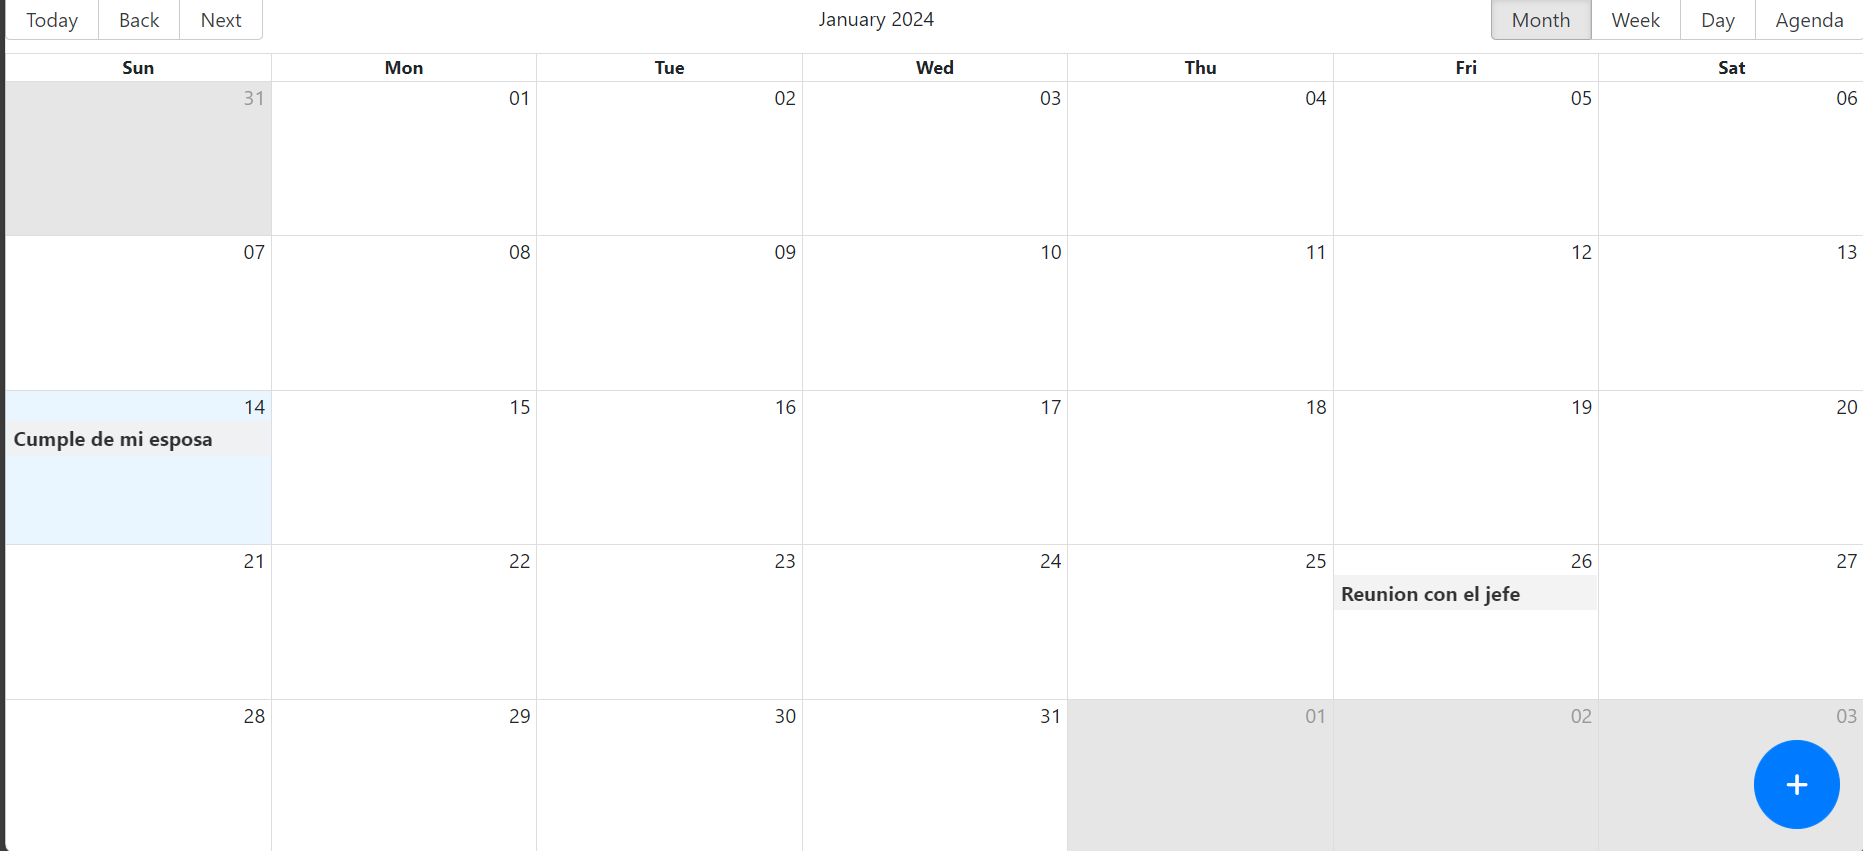 Today Back Next January 2024 Month Week Day Agenda
Sun Mon Tue Wed Thu Fri Sat
31 01 02 03 04 05 06
07 08 09 10 11 12 13
14 15 16 17 18 19 20
Cumple de mi esposa
21 22 23 24 25 26 27
Reunion con el jefe
28 29 30 31 01 02 03
+